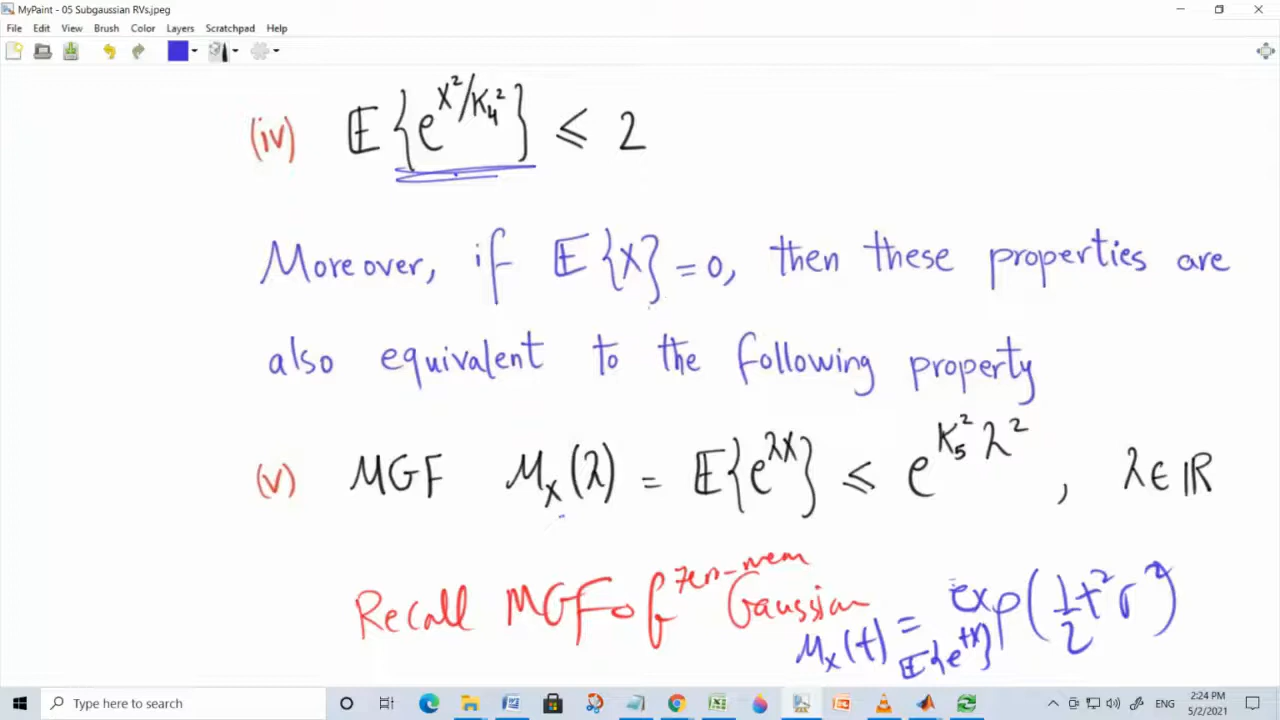 MyPaint - 05 Subgaussian RVs.jpeg
File Edit View Brush Color Layers Scratchpad Help
(iv) 𝔼{e^{X²/K₄²}} ⩽ 2
Moreover, if 𝔼{X} = 0, then these properties are
also equivalent to the following property
(v) MGF M_X(λ) = 𝔼{e^{λX}} ⩽ e^{K₅²λ²}, λ∈ℝ
Recall MGF of zero-mean Gaussian
M_X(t) = exp(½t²σ²)
𝔼{e^{tX}}
Type here to search
ENG 2:24 PM
5/2/2021